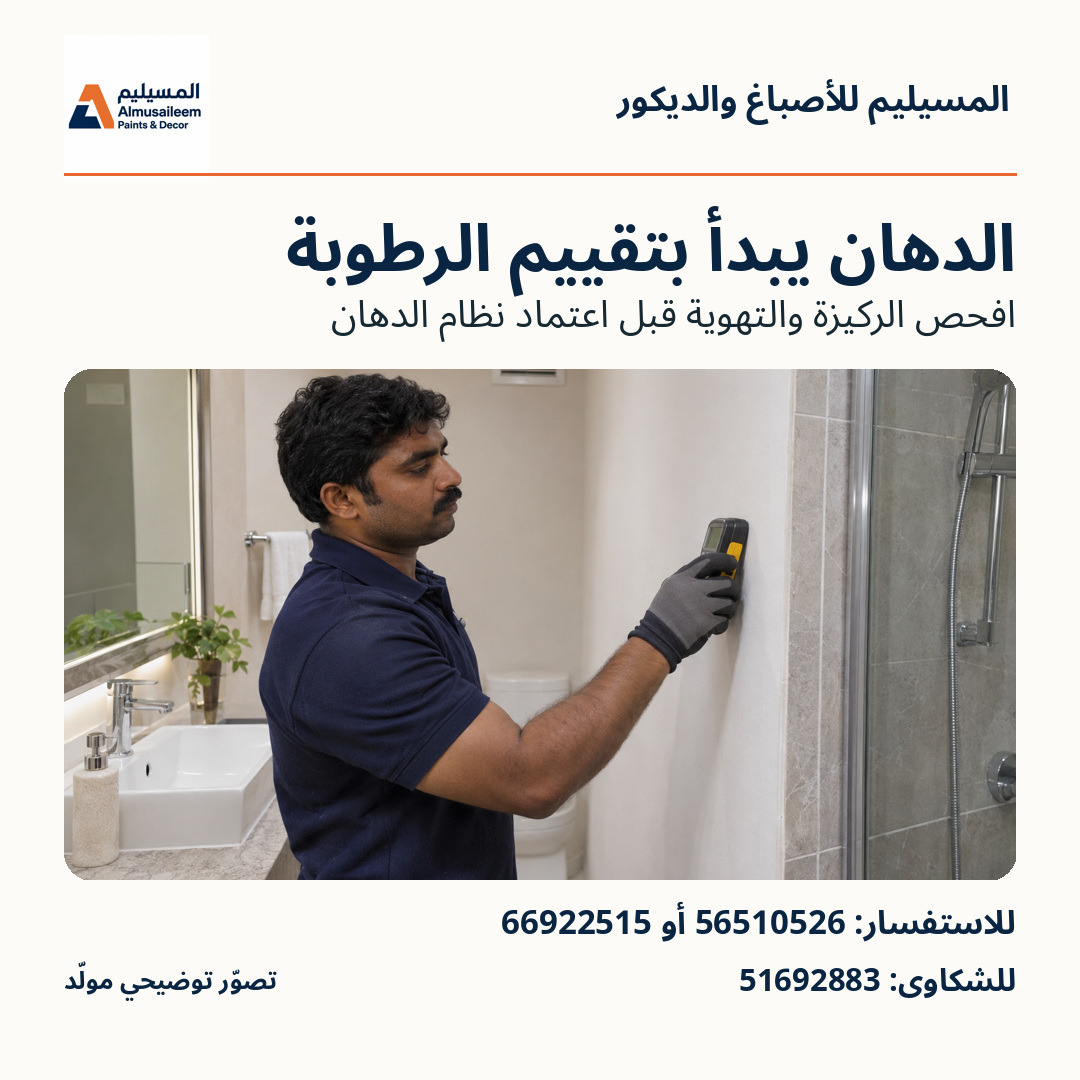 المسيليم
Almusaileem
Paints & Decor
المسيليم للأصباغ والديكور
الدهان يبدأ بتقييم الرطوبة
افحص الركيزة والتهوية قبل اعتماد نظام الدهان
للاستفسار: 56510526 أو 66922515
للشكاوى: 51692883
تصوّر توضيحي مولّد